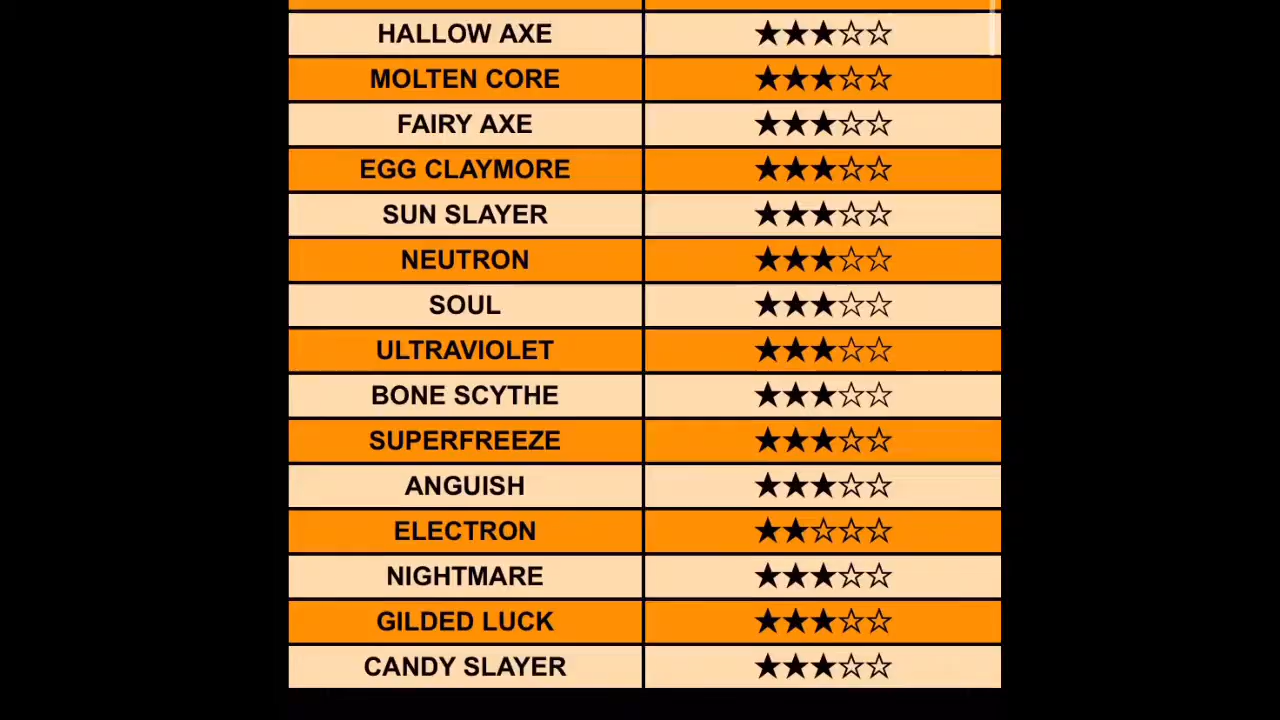 HALLOW AXE ★★★☆☆
MOLTEN CORE ★★★☆☆
FAIRY AXE ★★★☆☆
EGG CLAYMORE ★★★☆☆
SUN SLAYER ★★★☆☆
NEUTRON ★★★☆☆
SOUL ★★★☆☆
ULTRAVIOLET ★★★☆☆
BONE SCYTHE ★★★☆☆
SUPERFREEZE ★★★☆☆
ANGUISH ★★★☆☆
ELECTRON ★★☆☆☆
NIGHTMARE ★★★☆☆
GILDED LUCK ★★★☆☆
CANDY SLAYER ★★★☆☆